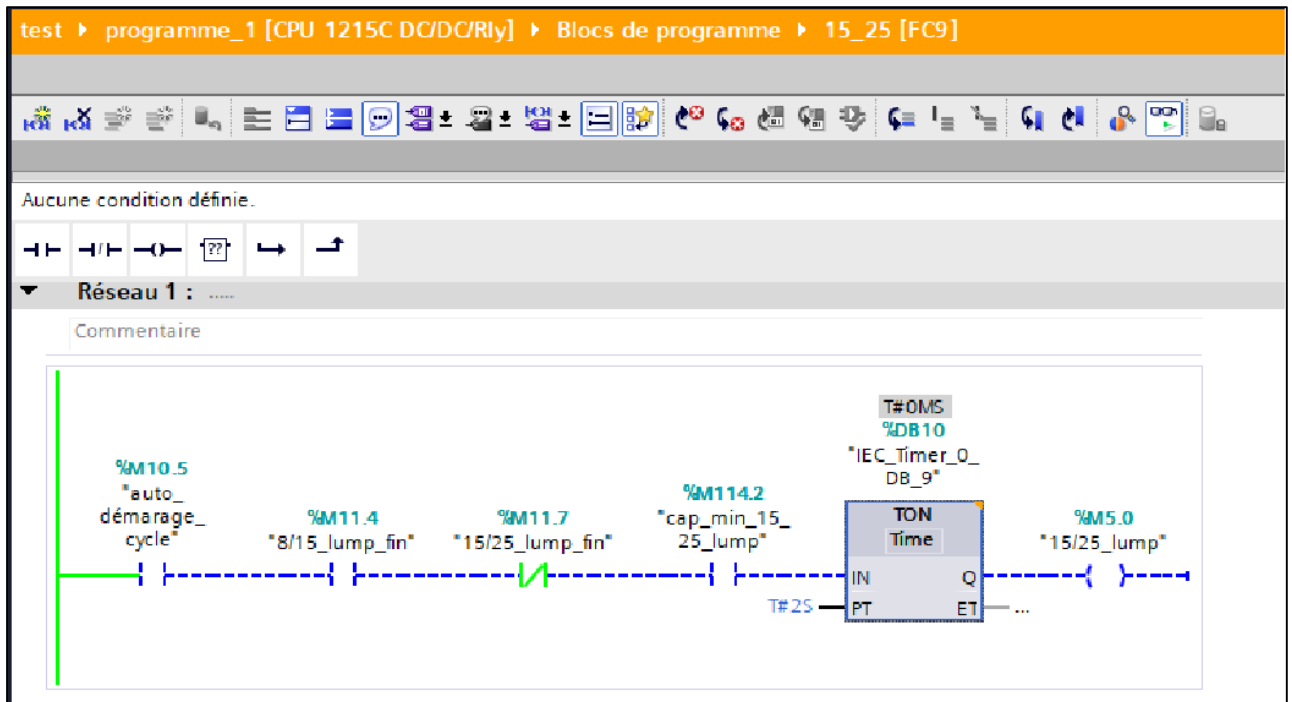 test ▸ programme_1 [CPU 1215C DC/DC/Rly] ▸ Blocs de programme ▸ 15_25 [FC9]
Aucune condition définie.
??
Réseau 1 : .....
Commentaire
%M10.5
"auto_
démarage_
cycle"
%M11.4
"8/15_lump_fin"
%M11.7
"15/25_lump_fin"
%M114.2
"cap_min_15_
25_lump"
T#0MS
%DB10
"IEC_Timer_0_
DB_9"
TON
Time
IN
Q
T#2S
PT
ET
...
%M5.0
"15/25_lump"